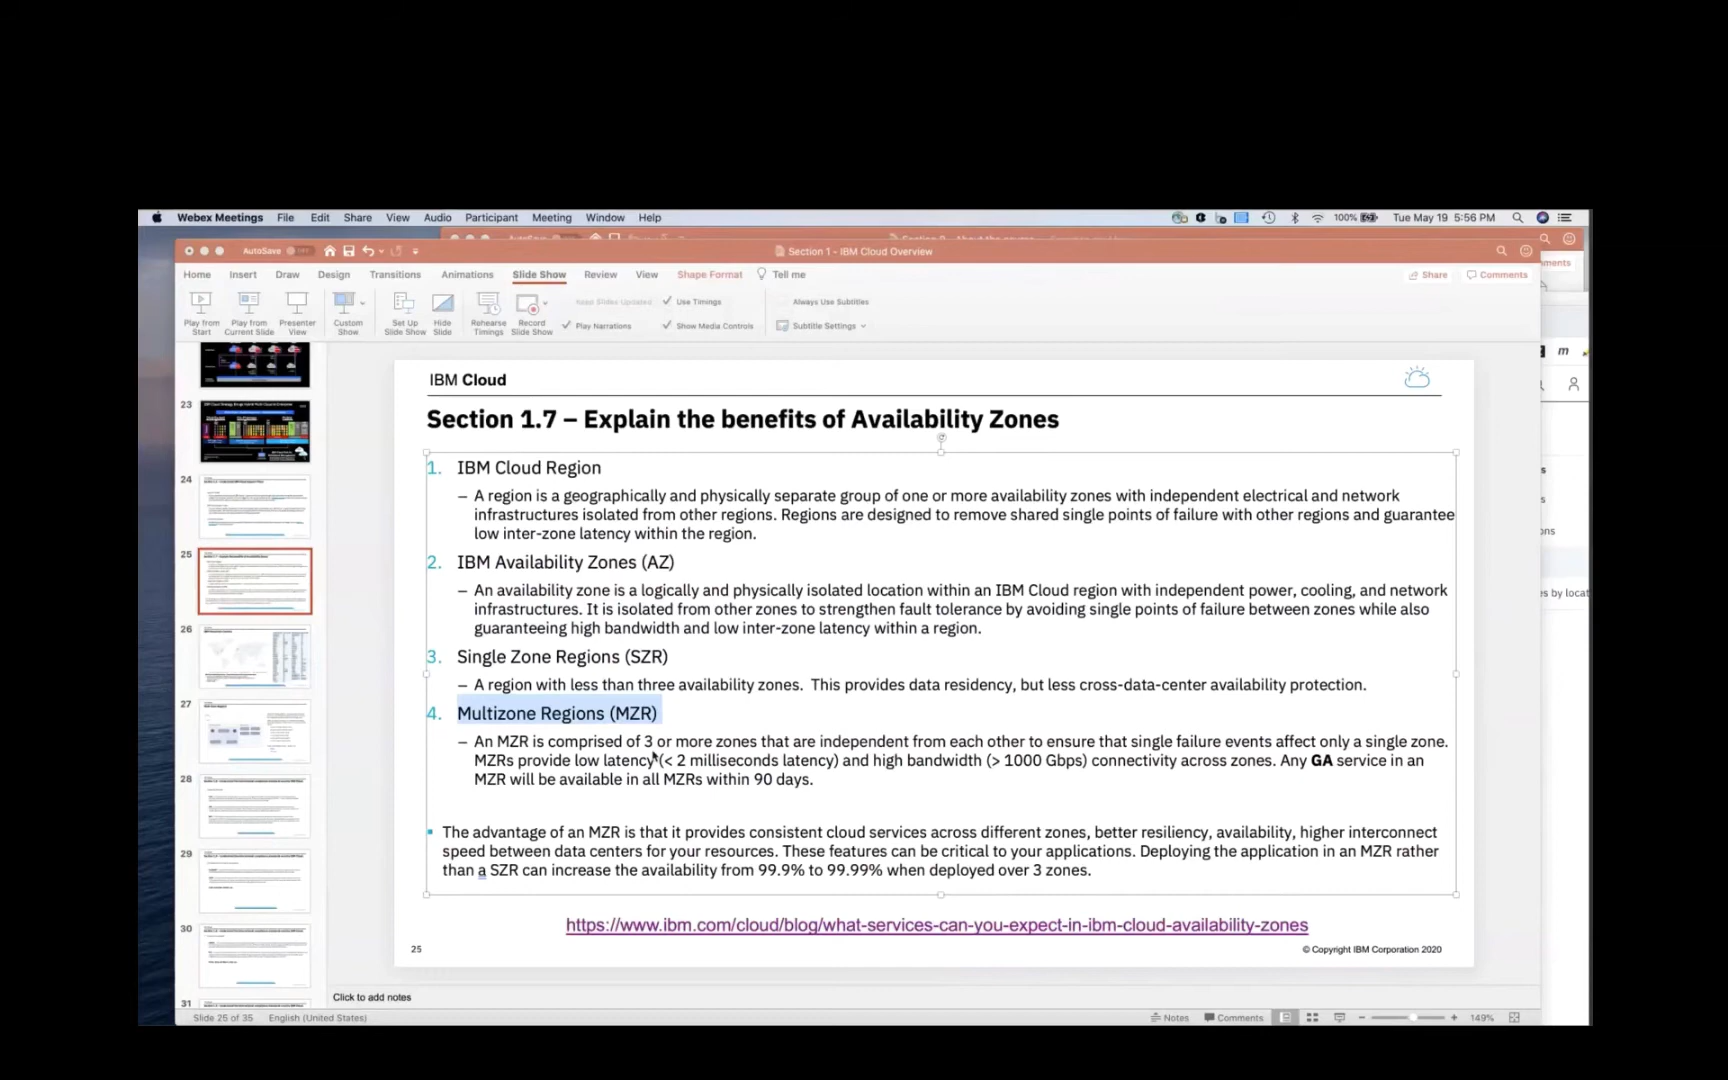 Webex Meetings File Edit Share View Audio Participant Meeting Window Help 100% Tue May 19 5:56 PM
AutoSave OFF Section 1 - IBM Cloud Overview
Home Insert Draw Design Transitions Animations Slide Show Review View Shape Format Tell me Share Comments
Play from Start
Play from Current Slide
Presenter View
Custom Show
Set Up Slide Show
Hide Slide
Rehearse Timings
Record Slide Show
Keep Slides Updated
Use Timings
Play Narrations
Show Media Controls
Always Use Subtitles
Subtitle Settings
23
24
25
26
27
28
29
30
31
IBM Cloud
Section 1.7 – Explain the benefits of Availability Zones
1. IBM Cloud Region
– A region is a geographically and physically separate group of one or more availability zones with independent electrical and network
infrastructures isolated from other regions. Regions are designed to remove shared single points of failure with other regions and guarantee
low inter-zone latency within the region.
2. IBM Availability Zones (AZ)
– An availability zone is a logically and physically isolated location within an IBM Cloud region with independent power, cooling, and network
infrastructures. It is isolated from other zones to strengthen fault tolerance by avoiding single points of failure between zones while also
guaranteeing high bandwidth and low inter-zone latency within a region.
3. Single Zone Regions (SZR)
– A region with less than three availability zones. This provides data residency, but less cross-data-center availability protection.
4. Multizone Regions (MZR)
– An MZR is comprised of 3 or more zones that are independent from each other to ensure that single failure events affect only a single zone.
MZRs provide low latency (< 2 milliseconds latency) and high bandwidth (> 1000 Gbps) connectivity across zones. Any GA service in an
MZR will be available in all MZRs within 90 days.
▪ The advantage of an MZR is that it provides consistent cloud services across different zones, better resiliency, availability, higher interconnect
speed between data centers for your resources. These features can be critical to your applications. Deploying the application in an MZR rather
than a SZR can increase the availability from 99.9% to 99.99% when deployed over 3 zones.
https://www.ibm.com/cloud/blog/what-services-can-you-expect-in-ibm-cloud-availability-zones
25 © Copyright IBM Corporation 2020
Click to add notes
Slide 25 of 35 English (United States) Notes Comments 149%